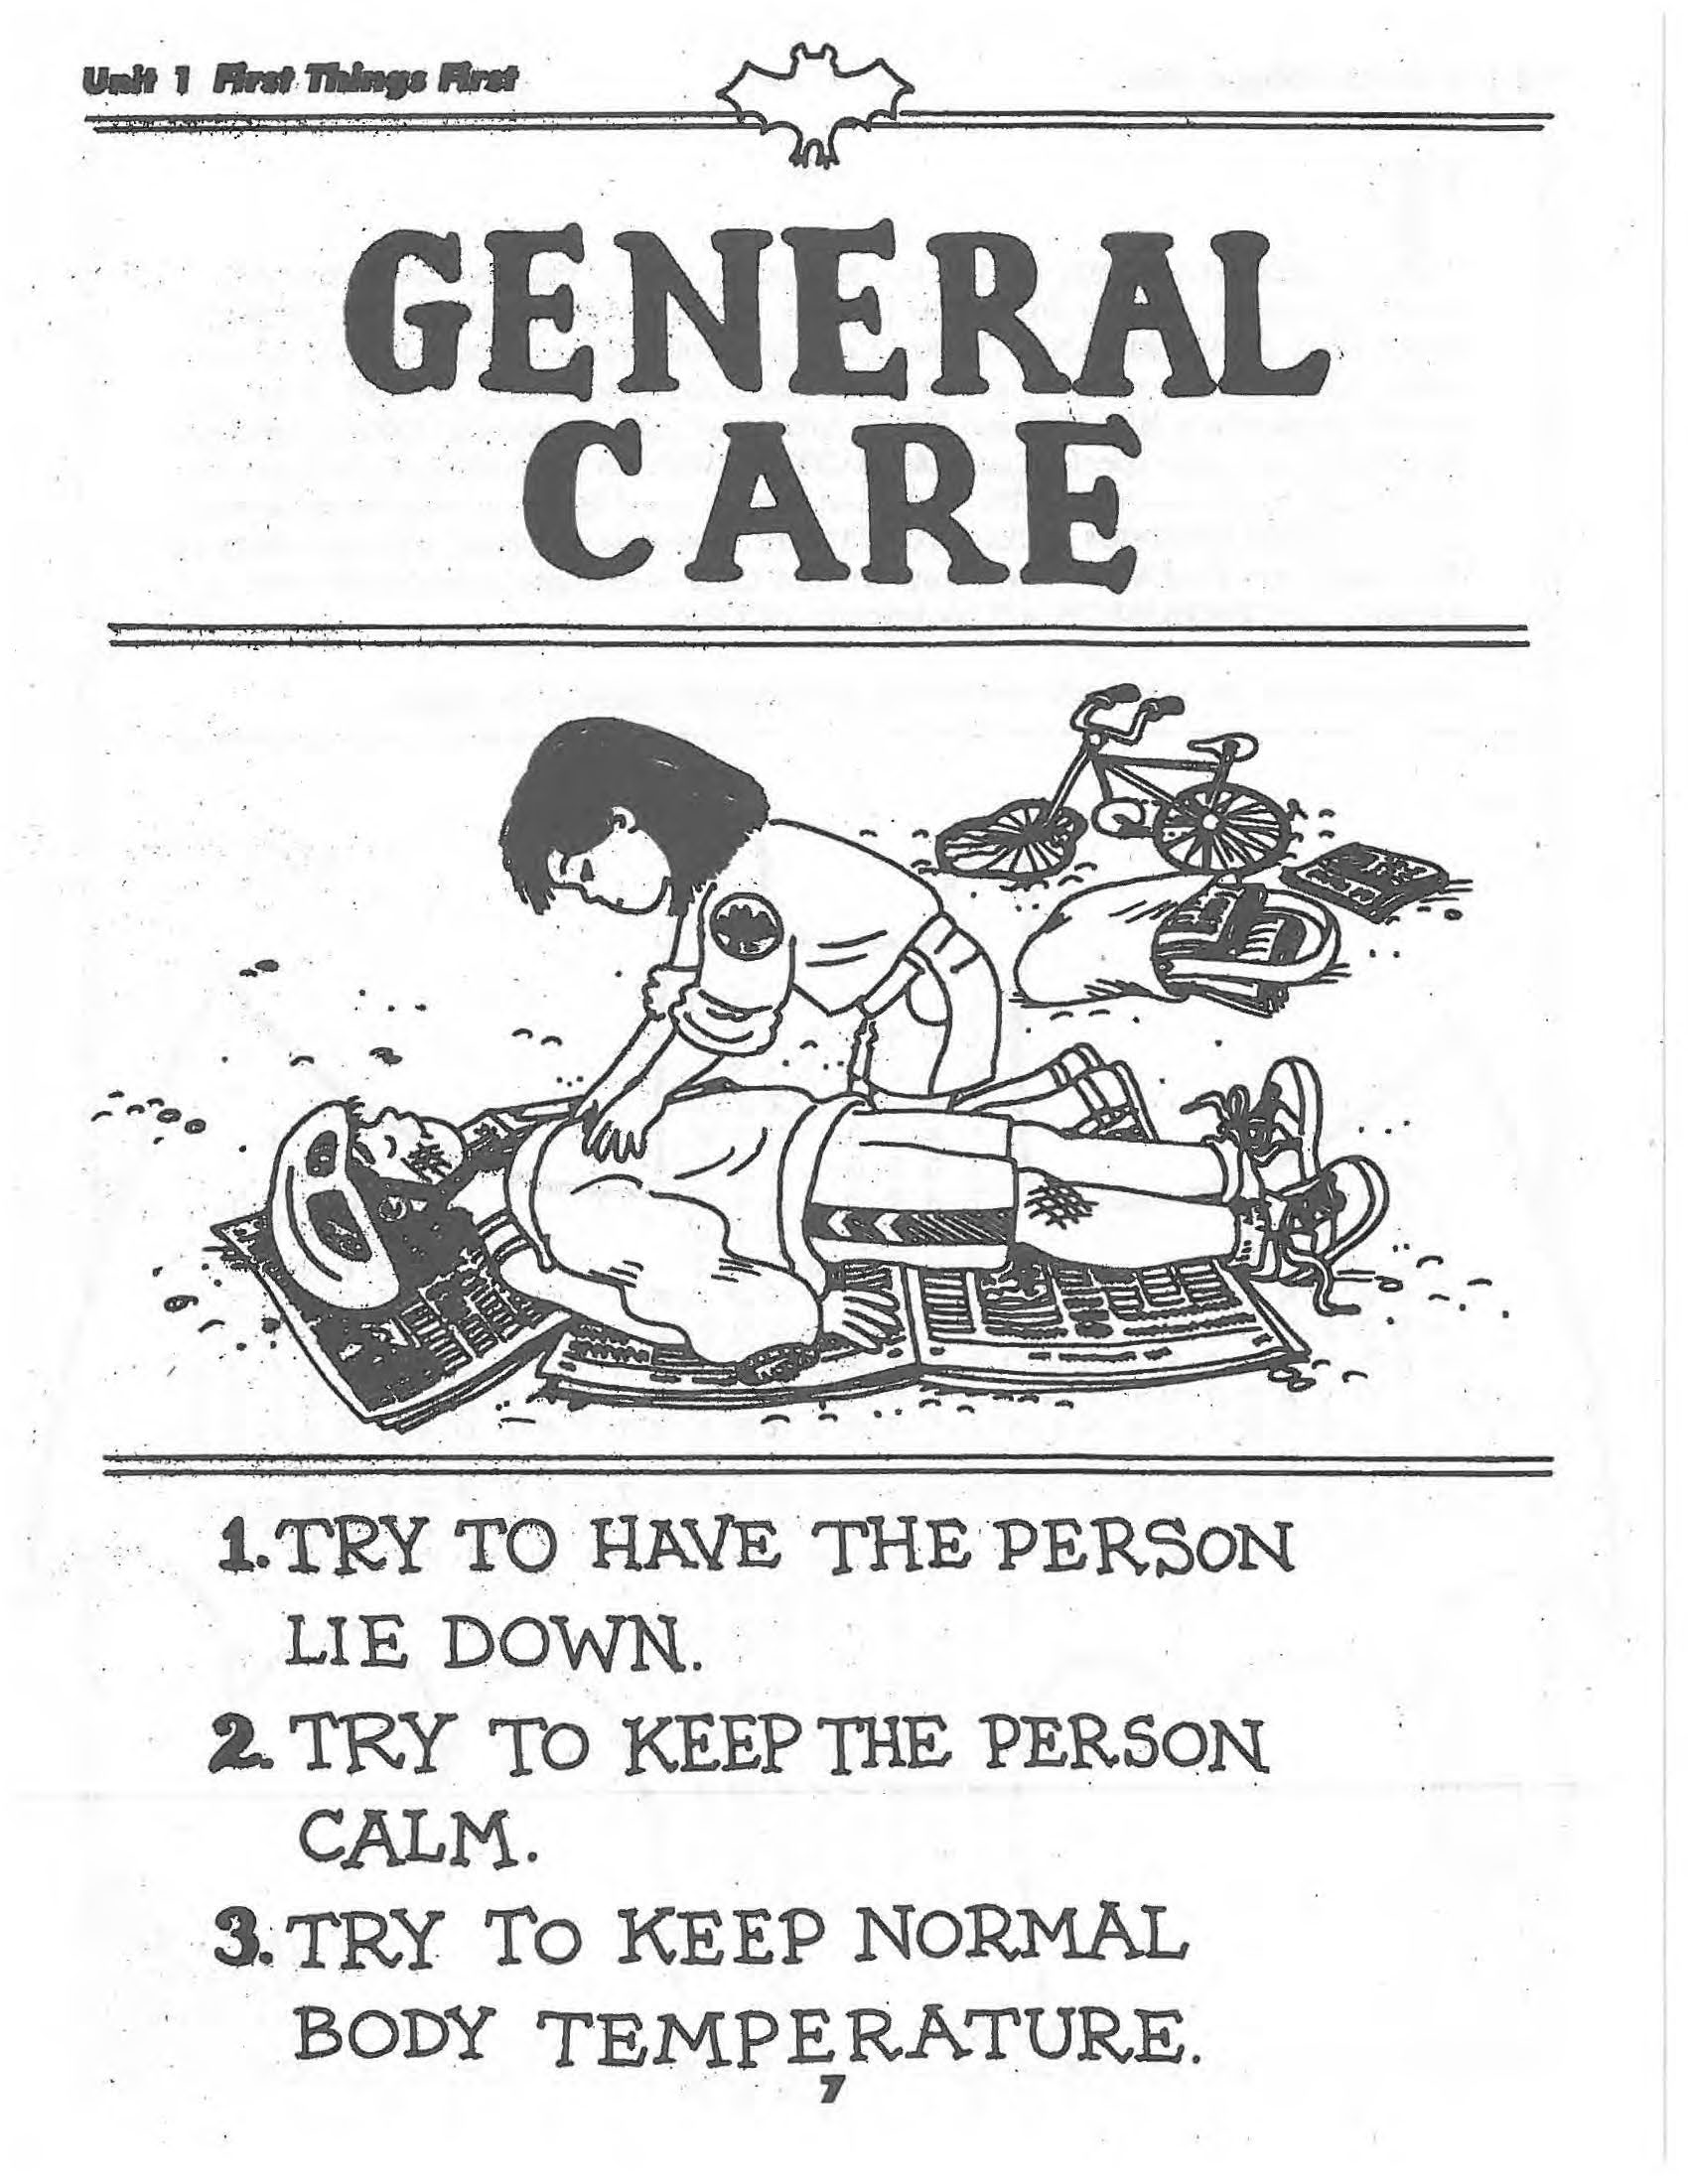 Unit 1 First Things First
GENERAL
CARE
1. TRY TO HAVE THE PERSON
LIE DOWN.
2. TRY TO KEEP THE PERSON
CALM.
3. TRY TO KEEP NORMAL
BODY TEMPERATURE.
7